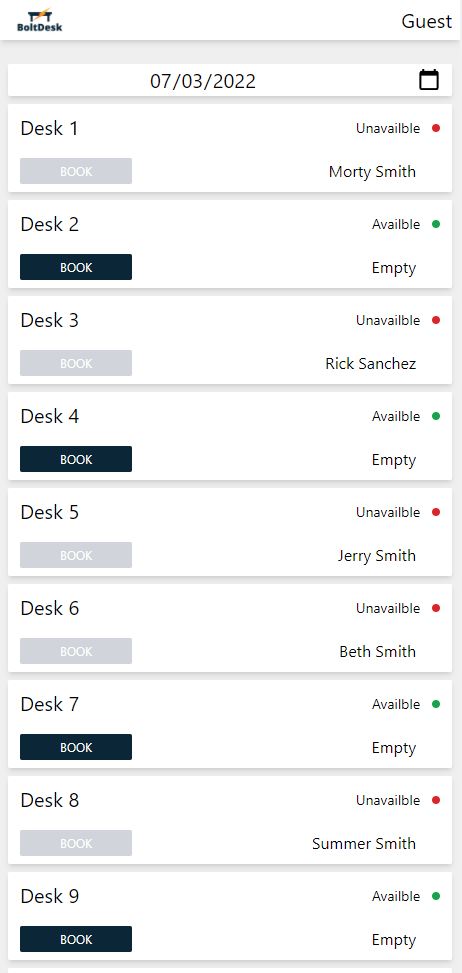 BoltDesk
Guest
07/03/2022
Desk 1 Unavailble
BOOK Morty Smith
Desk 2 Availble
BOOK Empty
Desk 3 Unavailble
BOOK Rick Sanchez
Desk 4 Availble
BOOK Empty
Desk 5 Unavailble
BOOK Jerry Smith
Desk 6 Unavailble
BOOK Beth Smith
Desk 7 Availble
BOOK Empty
Desk 8 Unavailble
BOOK Summer Smith
Desk 9 Availble
BOOK Empty